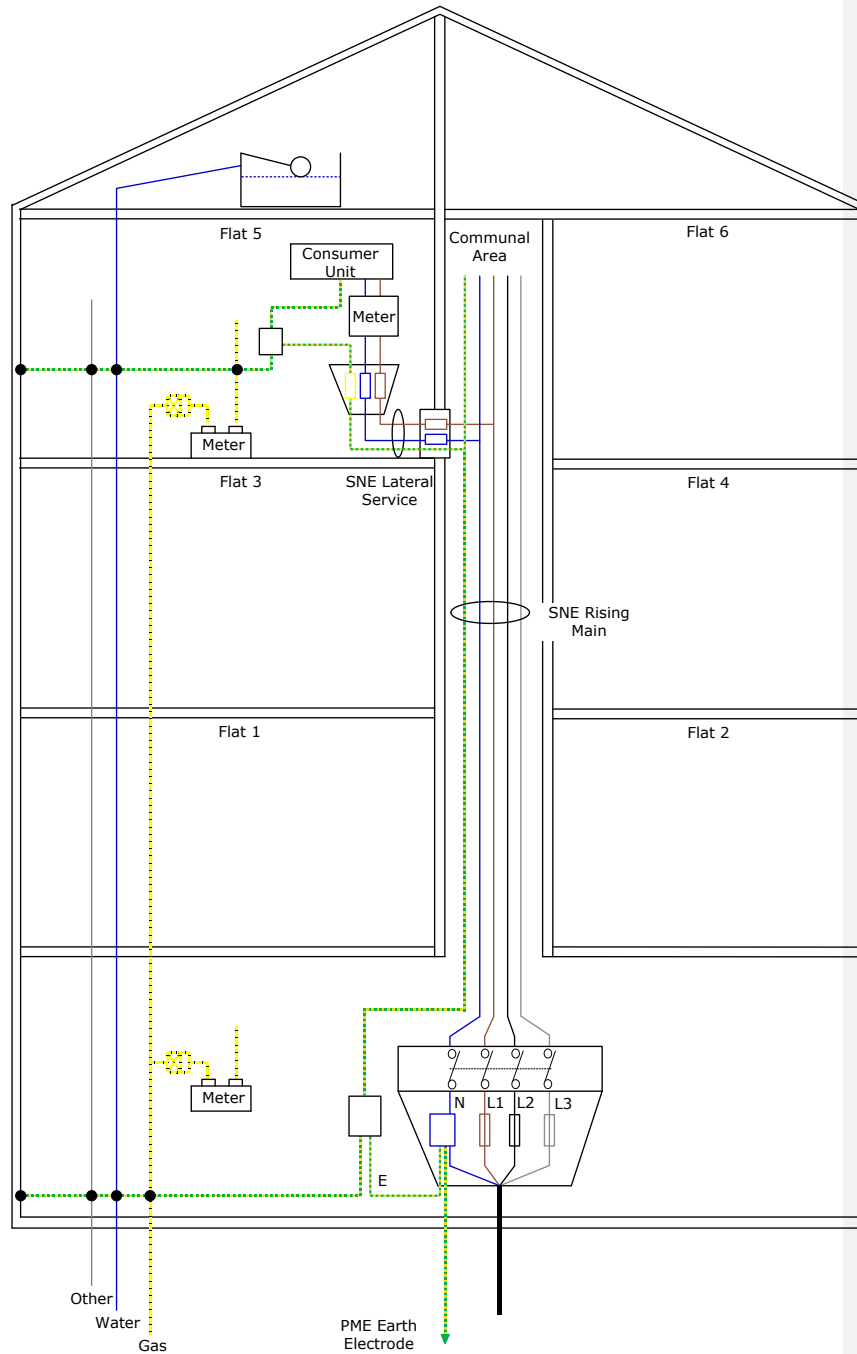 Flat 5
Communal
Area
Flat 6
Consumer
Unit
Meter
Meter
Flat 3
SNE Lateral
Service
Flat 4
SNE Rising
Main
Flat 1
Flat 2
Meter
N
L1
L2
L3
E
Other
Water
Gas
PME Earth
Electrode